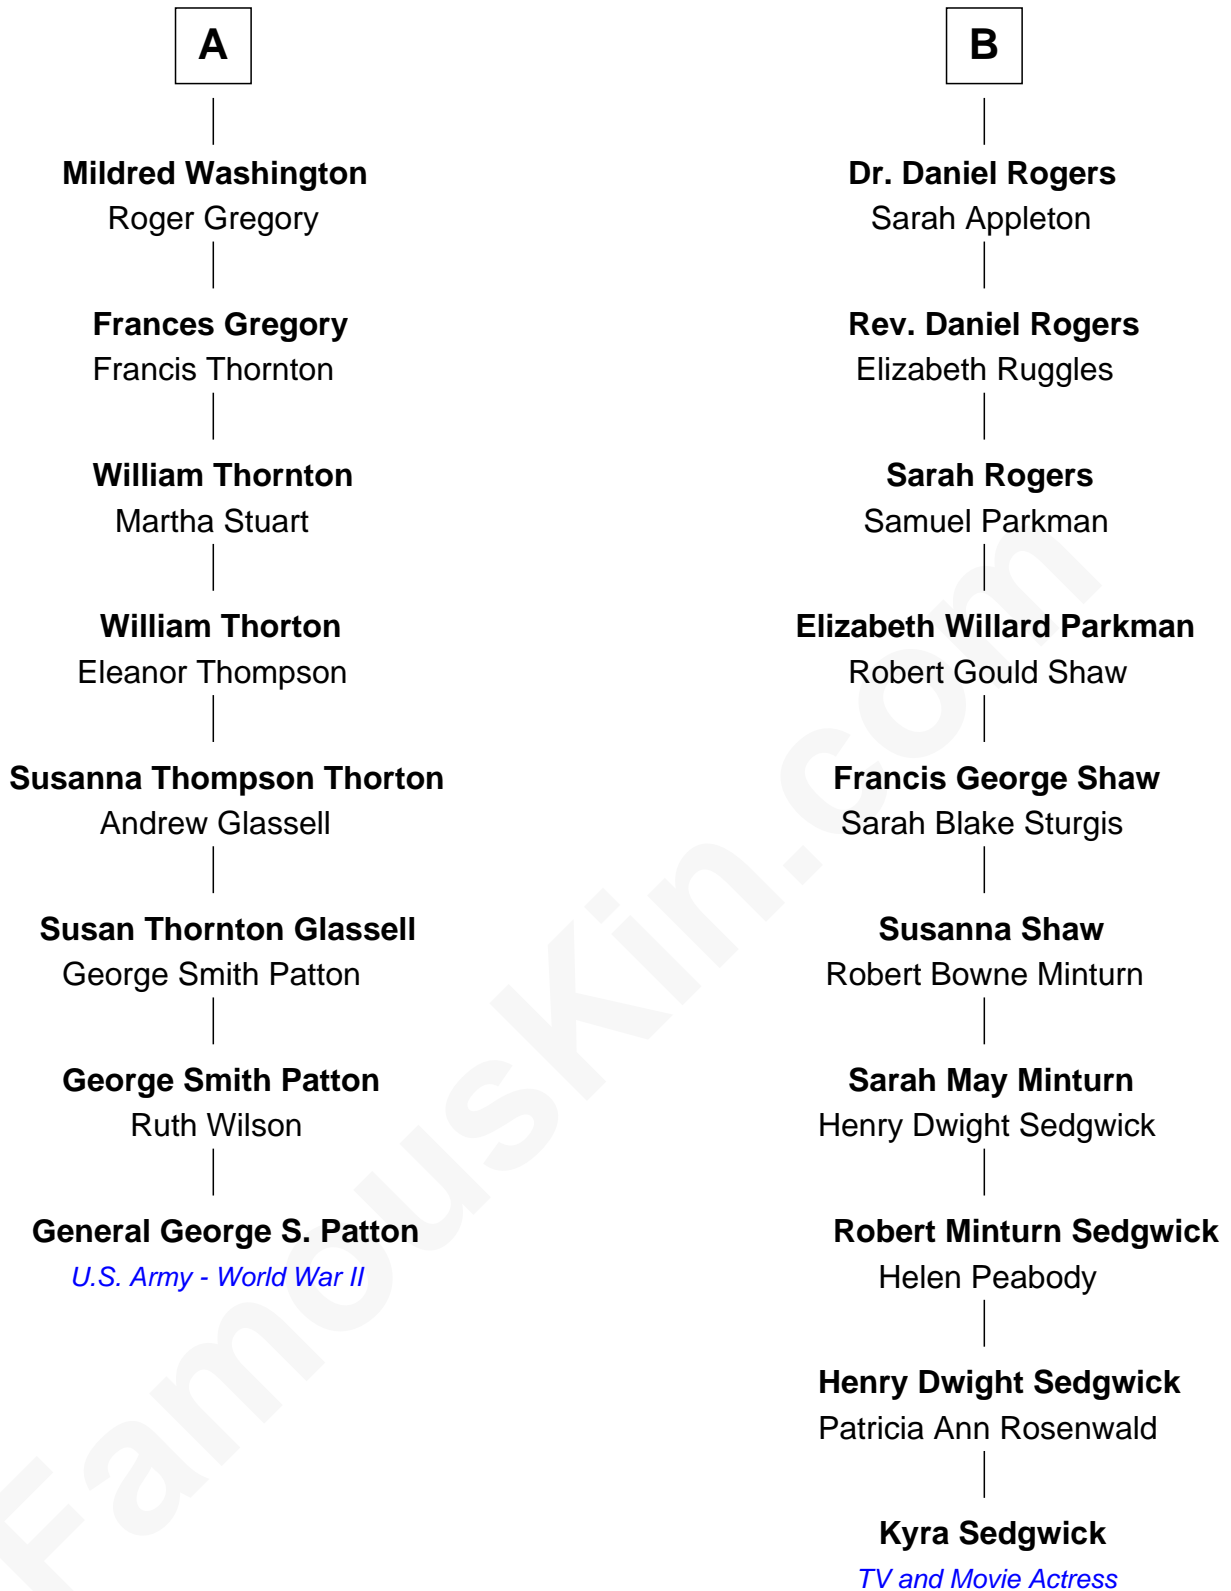 A
Mildred Washington
Roger Gregory
Frances Gregory
Francis Thornton
William Thornton
Martha Stuart
William Thorton
Eleanor Thompson
Susanna Thompson Thorton
Andrew Glassell
Susan Thornton Glassell
George Smith Patton
George Smith Patton
Ruth Wilson
General George S. Patton
U.S. Army - World War II
B
Dr. Daniel Rogers
Sarah Appleton
Rev. Daniel Rogers
Elizabeth Ruggles
Sarah Rogers
Samuel Parkman
Elizabeth Willard Parkman
Robert Gould Shaw
Francis George Shaw
Sarah Blake Sturgis
Susanna Shaw
Robert Bowne Minturn
Sarah May Minturn
Henry Dwight Sedgwick
Robert Minturn Sedgwick
Helen Peabody
Henry Dwight Sedgwick
Patricia Ann Rosenwald
Kyra Sedgwick
TV and Movie Actress
FamousKin.com